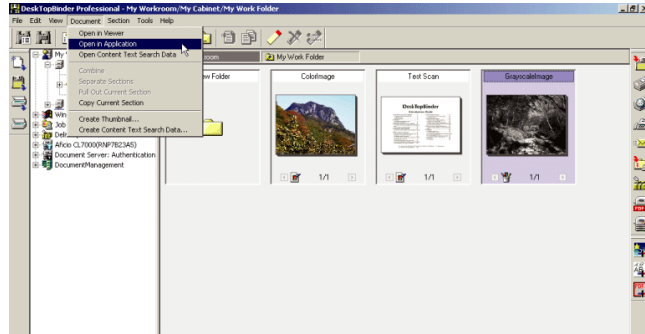 DeskTopBinder Professional - My Workroom/My Cabinet/My Work Folder
File Edit View Document Section Tools Help
Open in Viewer
Open in Application
Open Content Text Search Data
Combine
Separate Sections
Pull Out Current Section
Copy Current Section
Create Thumbnail...
Create Content Text Search Data...
My Work Folder
ColorImage
Test Scan
GrayscaleImage
DeskTopBinder
1/1
1/1
1/1
Job
Aficio CL7000(RNP7B23A5)
Document Server: Authentication
DocumentManagement